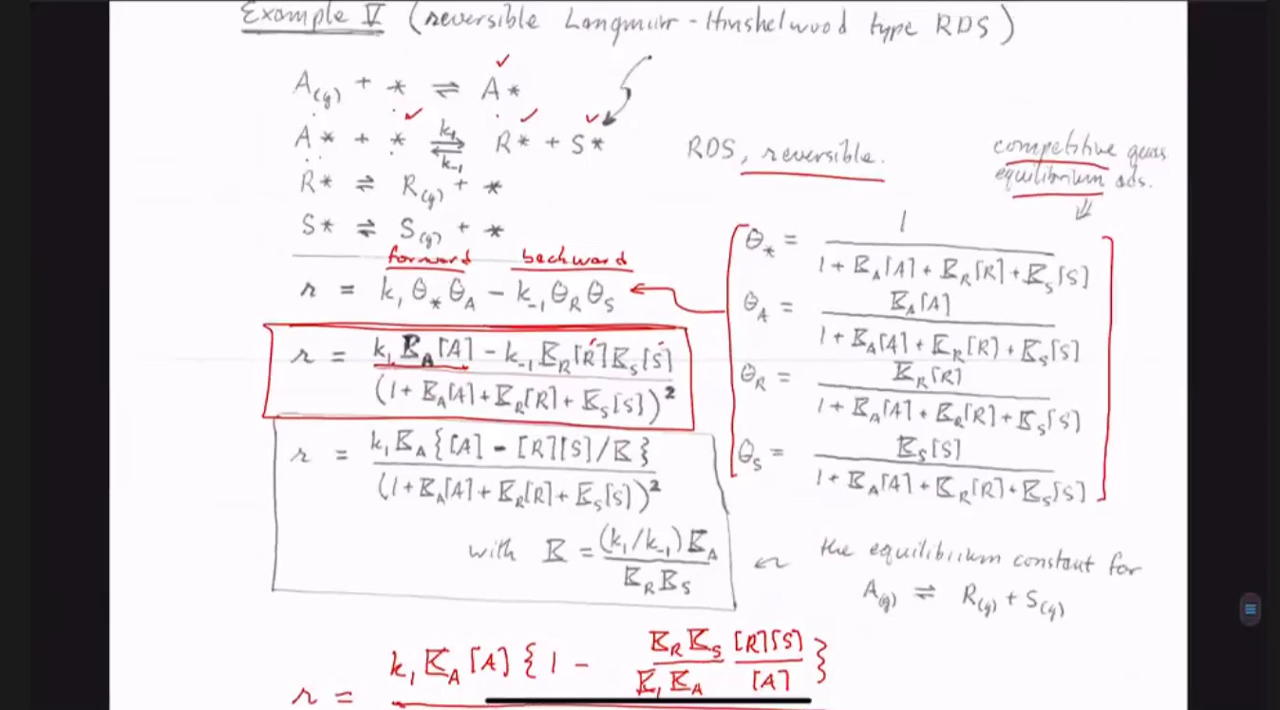 Example V (reversible Langmuir-Hinshelwood type RDS)
A(g) + * ⇌ A*
A* + * ⇌ R* + S*
k₁
k₋₁
RDS, reversible.
R* ⇌ R(g) + *
S* ⇌ S(g) + *
competitive quasi
equilibrium ads.
⇓
forward backward
r = k₁ θ* θA - k₋₁ θR θS
r = (k₁ KA[A] - k₋₁ KR[R] KS[S]) / (1 + KA[A] + KR[R] + KS[S])²
r = k₁ KA {[A] - [R][S]/K} / (1 + KA[A] + KR[R] + KS[S])²
with K = (k₁/k₋₁) KA / KR KS
θ* = 1 / (1 + KA[A] + KR[R] + KS[S])
θA = KA[A] / (1 + KA[A] + KR[R] + KS[S])
θR = KR[R] / (1 + KA[A] + KR[R] + KS[S])
θS = KS[S] / (1 + KA[A] + KR[R] + KS[S])
← the equilibrium constant for
A(g) ⇌ R(g) + S(g)
r = k₁ KA [A] {1 - KR KS / K₁ KA [R][S] / [A]}